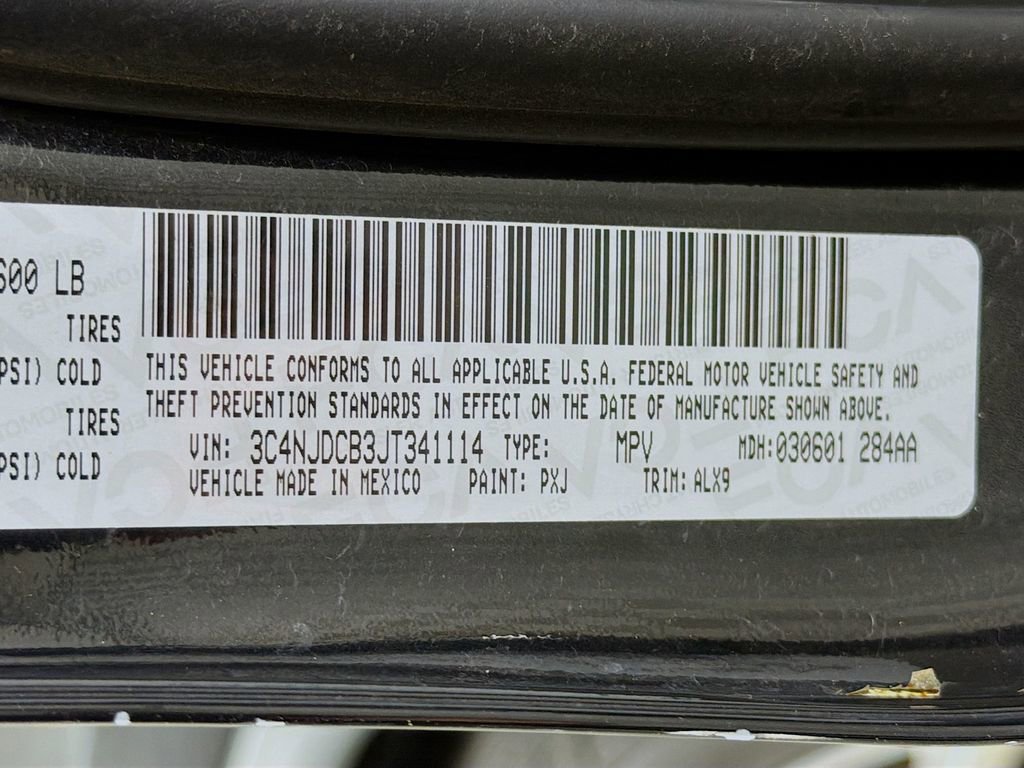 600 LB
TIRES
PSI) COLD
TIRES
PSI) COLD
THIS VEHICLE CONFORMS TO ALL APPLICABLE U.S.A. FEDERAL MOTOR VEHICLE SAFETY AND
THEFT PREVENTION STANDARDS IN EFFECT ON THE DATE OF MANUFACTURE SHOWN ABOVE.
VIN: 3C4NJDCB3JT341114 TYPE: MPV MDH:030601 284AA
VEHICLE MADE IN MEXICO PAINT: PXJ TRIM: ALX9